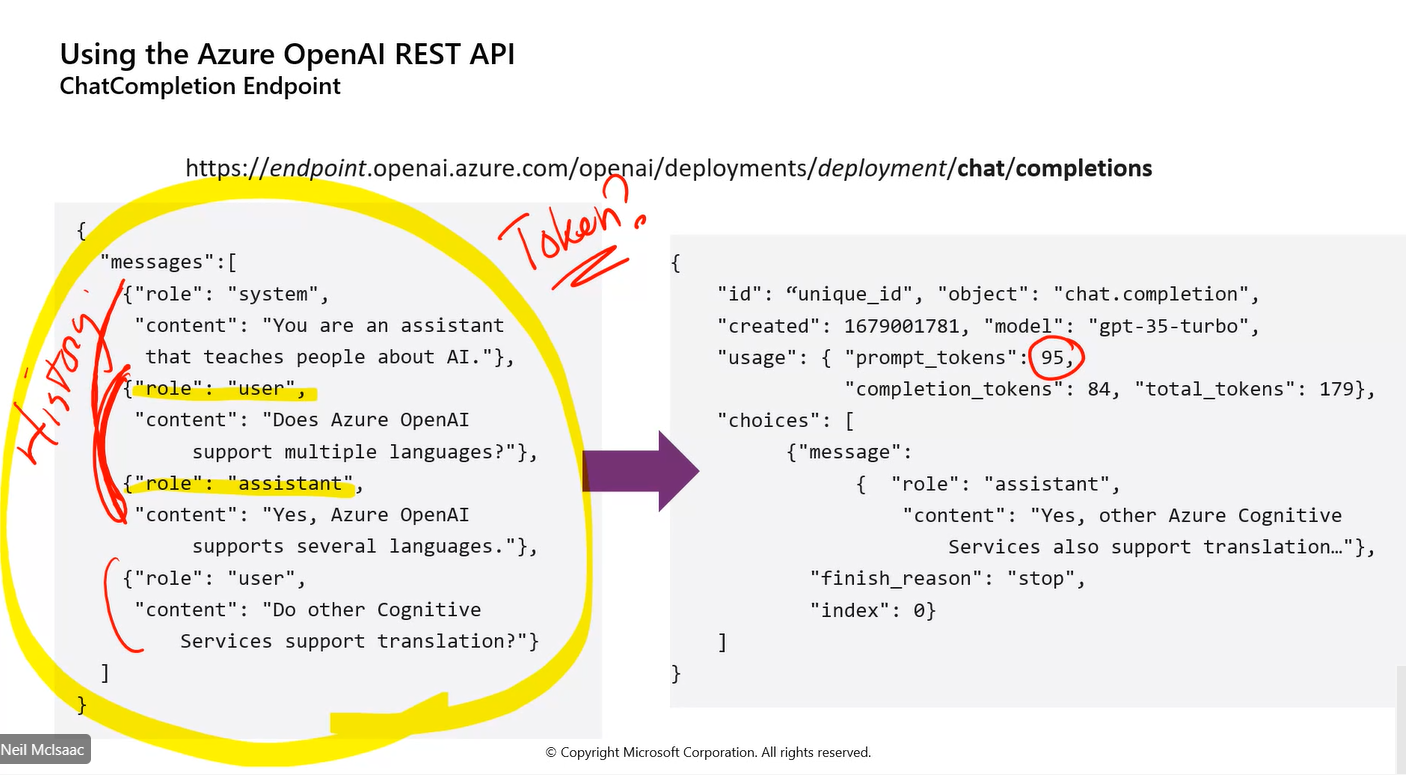 Using the Azure OpenAI REST API
ChatCompletion Endpoint
https://endpoint.openai.azure.com/openai/deployments/deployment/chat/completions
Token?
History
{
"messages":[
{"role": "system",
"content": "You are an assistant
that teaches people about AI."},
{"role": "user",
"content": "Does Azure OpenAI
support multiple languages?"},
{"role": "assistant",
"content": "Yes, Azure OpenAI
supports several languages."},
{"role": "user",
"content": "Do other Cognitive
Services support translation?"}
]
}
{
"id": “unique_id", "object": "chat.completion",
"created": 1679001781, "model": "gpt-35-turbo",
"usage": { "prompt_tokens": 95,
"completion_tokens": 84, "total_tokens": 179},
"choices": [
{"message":
{ "role": "assistant",
"content": "Yes, other Azure Cognitive
Services also support translation…"},
"finish_reason": "stop",
"index": 0}
]
}
Neil McIsaac
© Copyright Microsoft Corporation. All rights reserved.